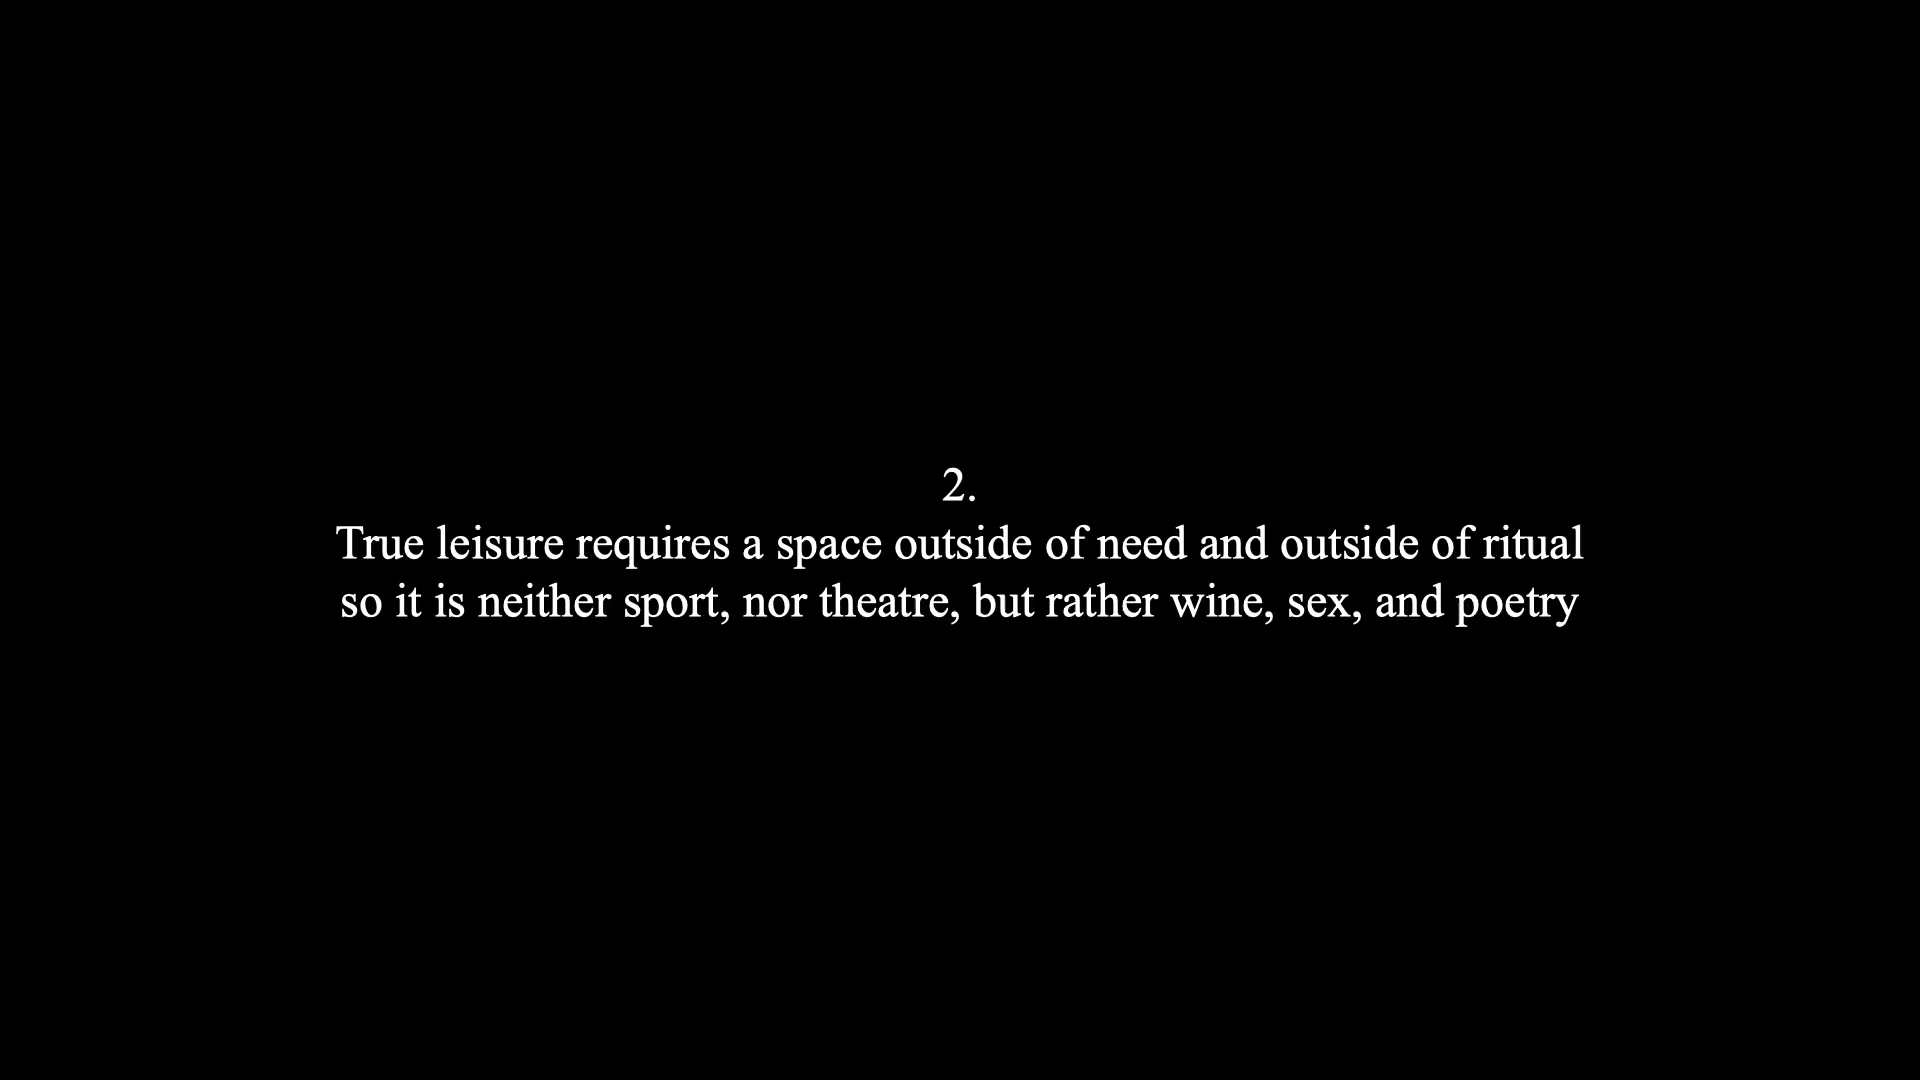 2.
True leisure requires a space outside of need and outside of ritual
so it is neither sport, nor theatre, but rather wine, sex, and poetry